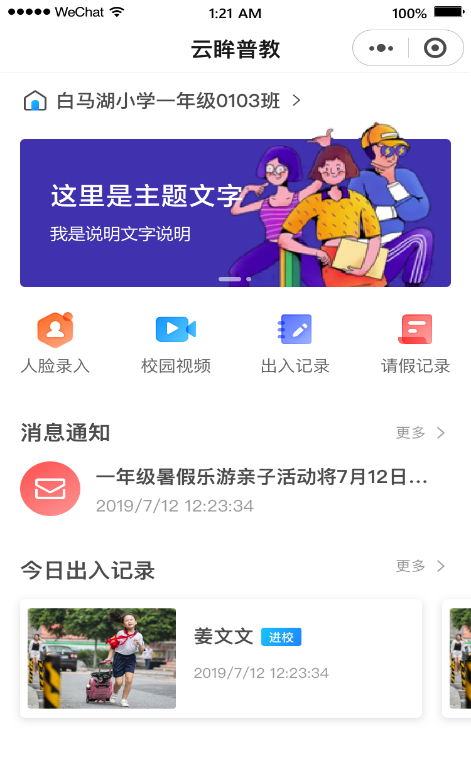 WeChat 1:21 AM 100%
云眸普教
白马湖小学一年级0103班
这里是主题文字
我是说明文字说明
人脸录入 校园视频 出入记录 请假记录
消息通知 更多
一年级暑假乐游亲子活动将7月12日...
2019/7/12 12:23:34
今日出入记录 更多
姜文文 进校
2019/7/12 12:23:34